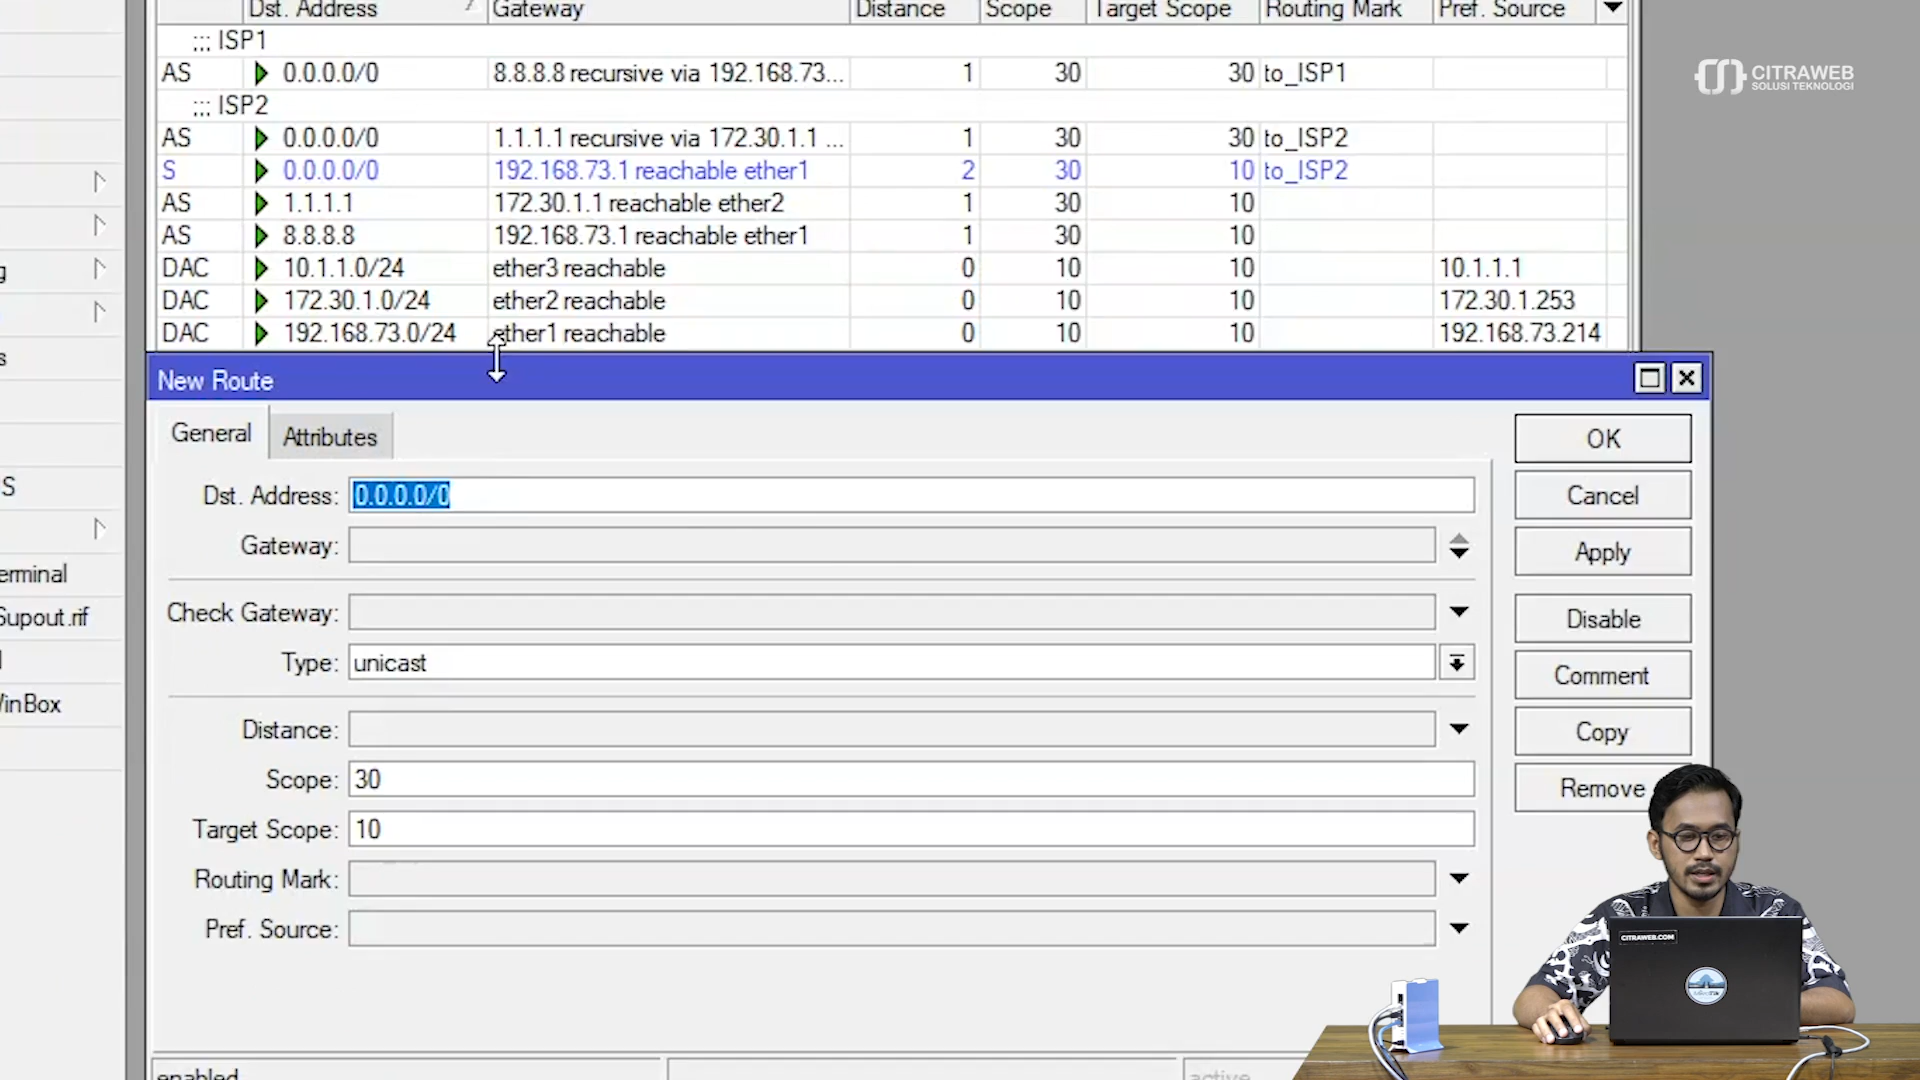 Dst. Address Gateway Distance Scope Target Scope Routing Mark Pref. Source
;;; ISP1
AS 0.0.0.0/0 8.8.8.8 recursive via 192.168.73... 1 30 30 to_ISP1
;;; ISP2
AS 0.0.0.0/0 1.1.1.1 recursive via 172.30.1.1 ... 1 30 30 to_ISP2
S 0.0.0.0/0 192.168.73.1 reachable ether1 2 30 10 to_ISP2
AS 1.1.1.1 172.30.1.1 reachable ether2 1 30 10
AS 8.8.8.8 192.168.73.1 reachable ether1 1 30 10
DAC 10.1.1.0/24 ether3 reachable 0 10 10 10.1.1.1
DAC 172.30.1.0/24 ether2 reachable 0 10 10 172.30.1.253
DAC 192.168.73.0/24 ether1 reachable 0 10 10 192.168.73.214
CITRAWEB
SOLUSI TEKNOLOGI
g
s
S
erminal
Supout.rif
WinBox
New Route
General Attributes
Dst. Address: 0.0.0.0/0
Gateway:
Check Gateway:
Type: unicast
Distance:
Scope: 30
Target Scope: 10
Routing Mark:
Pref. Source:
OK
Cancel
Apply
Disable
Comment
Copy
Remove
enabled
active
CITRAWEB.COM